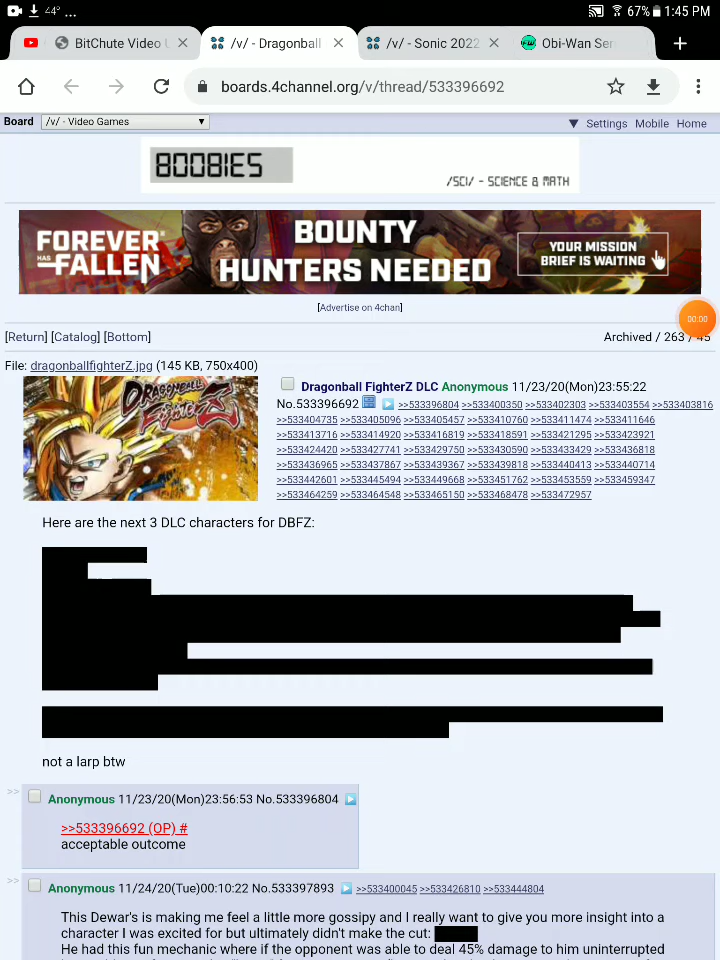 44° ...
67% 1:45 PM
BitChute Video
/v/ - Dragonball
/v/ - Sonic 2022
Obi-Wan Ser
boards.4channel.org/v/thread/533396692
Board /v/ - Video Games
▼ Settings Mobile Home
8008IES
/SCI/ - SCIENCE & MATH
FOREVER HAS FALLEN
BOUNTY HUNTERS NEEDED
YOUR MISSION BRIEF IS WAITING
[Advertise on 4chan]
00:00
[Return] [Catalog] [Bottom]
Archived / 263 / 45
File: dragonballfighterZ.jpg (145 KB, 750x400)
DRAGONBALL FIGHTERZ
Dragonball FighterZ DLC Anonymous 11/23/20(Mon)23:55:22
No.533396692 >>533396804 >>533400350 >>533402303 >>533403554 >>533403816
>>533404735 >>533405096 >>533405457 >>533410760 >>533411474 >>533411646
>>533413716 >>533414920 >>533416819 >>533418591 >>533421295 >>533423921
>>533424420 >>533427741 >>533429750 >>533430590 >>533433429 >>533436818
>>533436965 >>533437867 >>533439367 >>533439818 >>533440413 >>533440714
>>533442601 >>533445494 >>533449668 >>533451762 >>533453559 >>533459347
>>533464259 >>533464548 >>533465150 >>533468478 >>533472957
Here are the next 3 DLC characters for DBFZ:
not a larp btw
>> Anonymous 11/23/20(Mon)23:56:53 No.533396804
>>533396692 (OP) #
acceptable outcome
>> Anonymous 11/24/20(Tue)00:10:22 No.533397893 >>533400045 >>533426810 >>533444804
This Dewar's is making me feel a little more gossipy and I really want to give you more insight into a
character I was excited for but ultimately didn't make the cut:
He had this fun mechanic where if the opponent was able to deal 45% damage to him uninterrupted